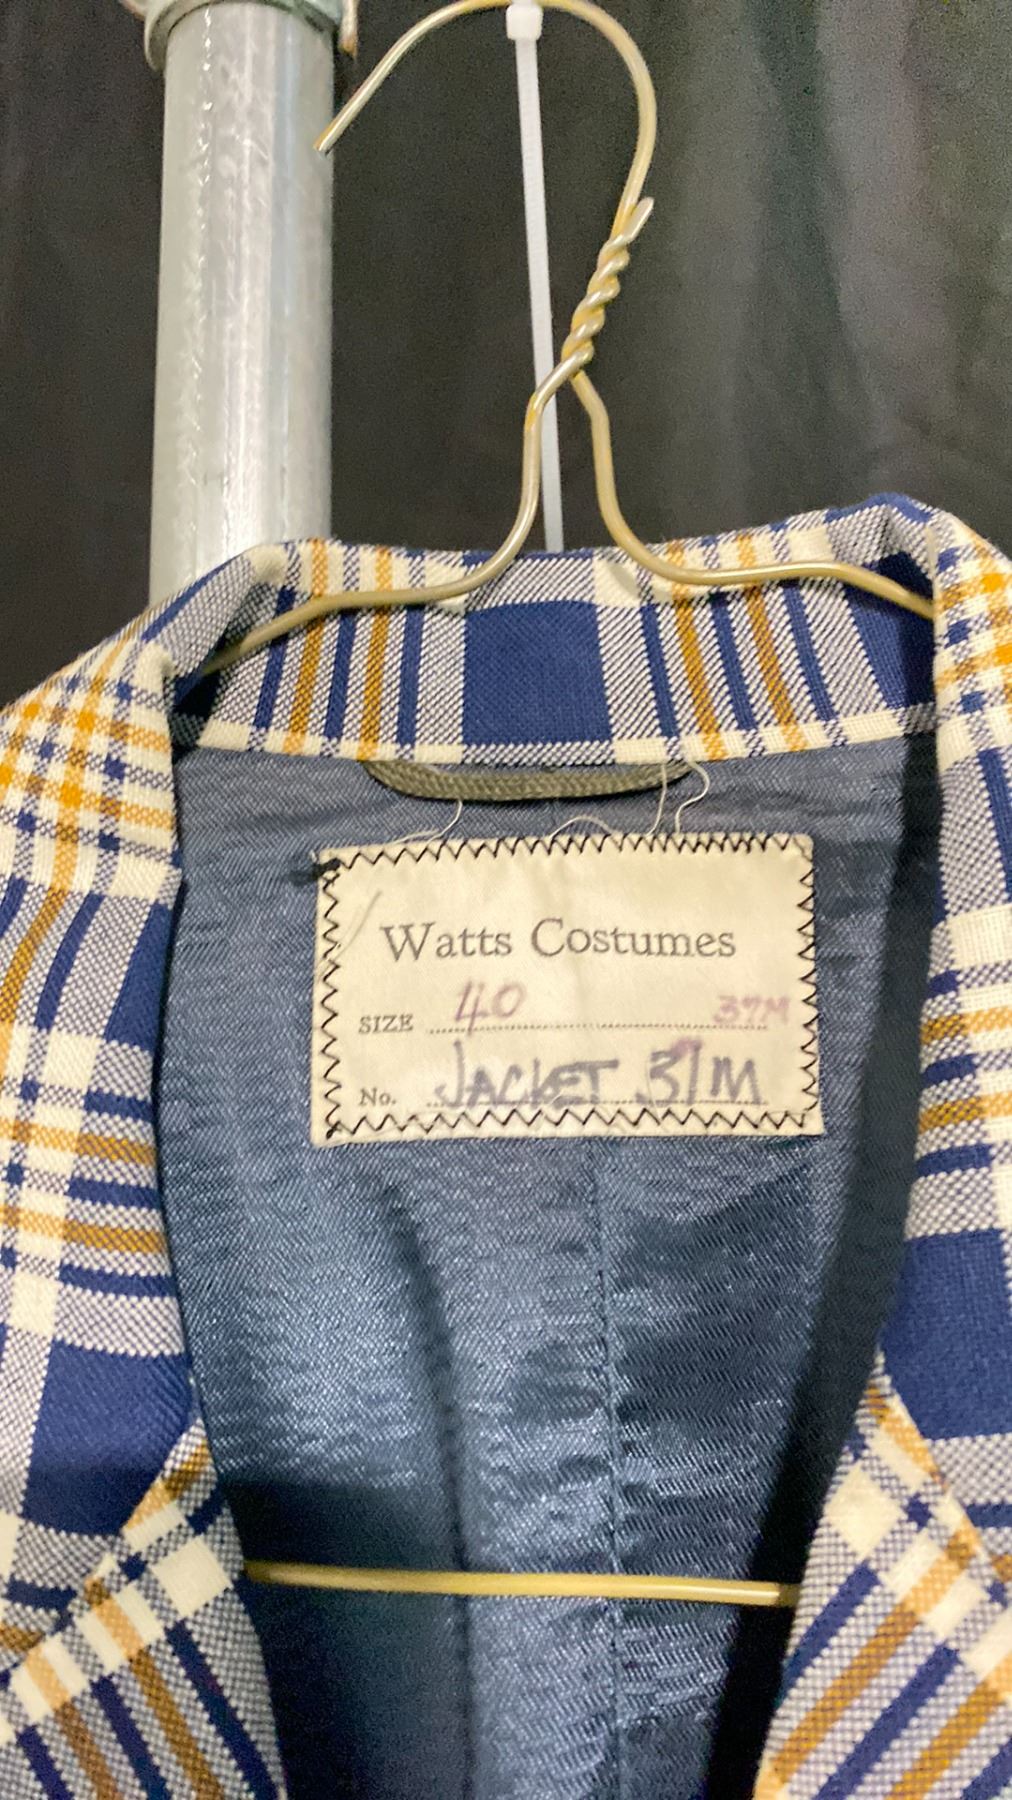 Watts Costumes
SIZE 40 37M
No. JACKET 37M